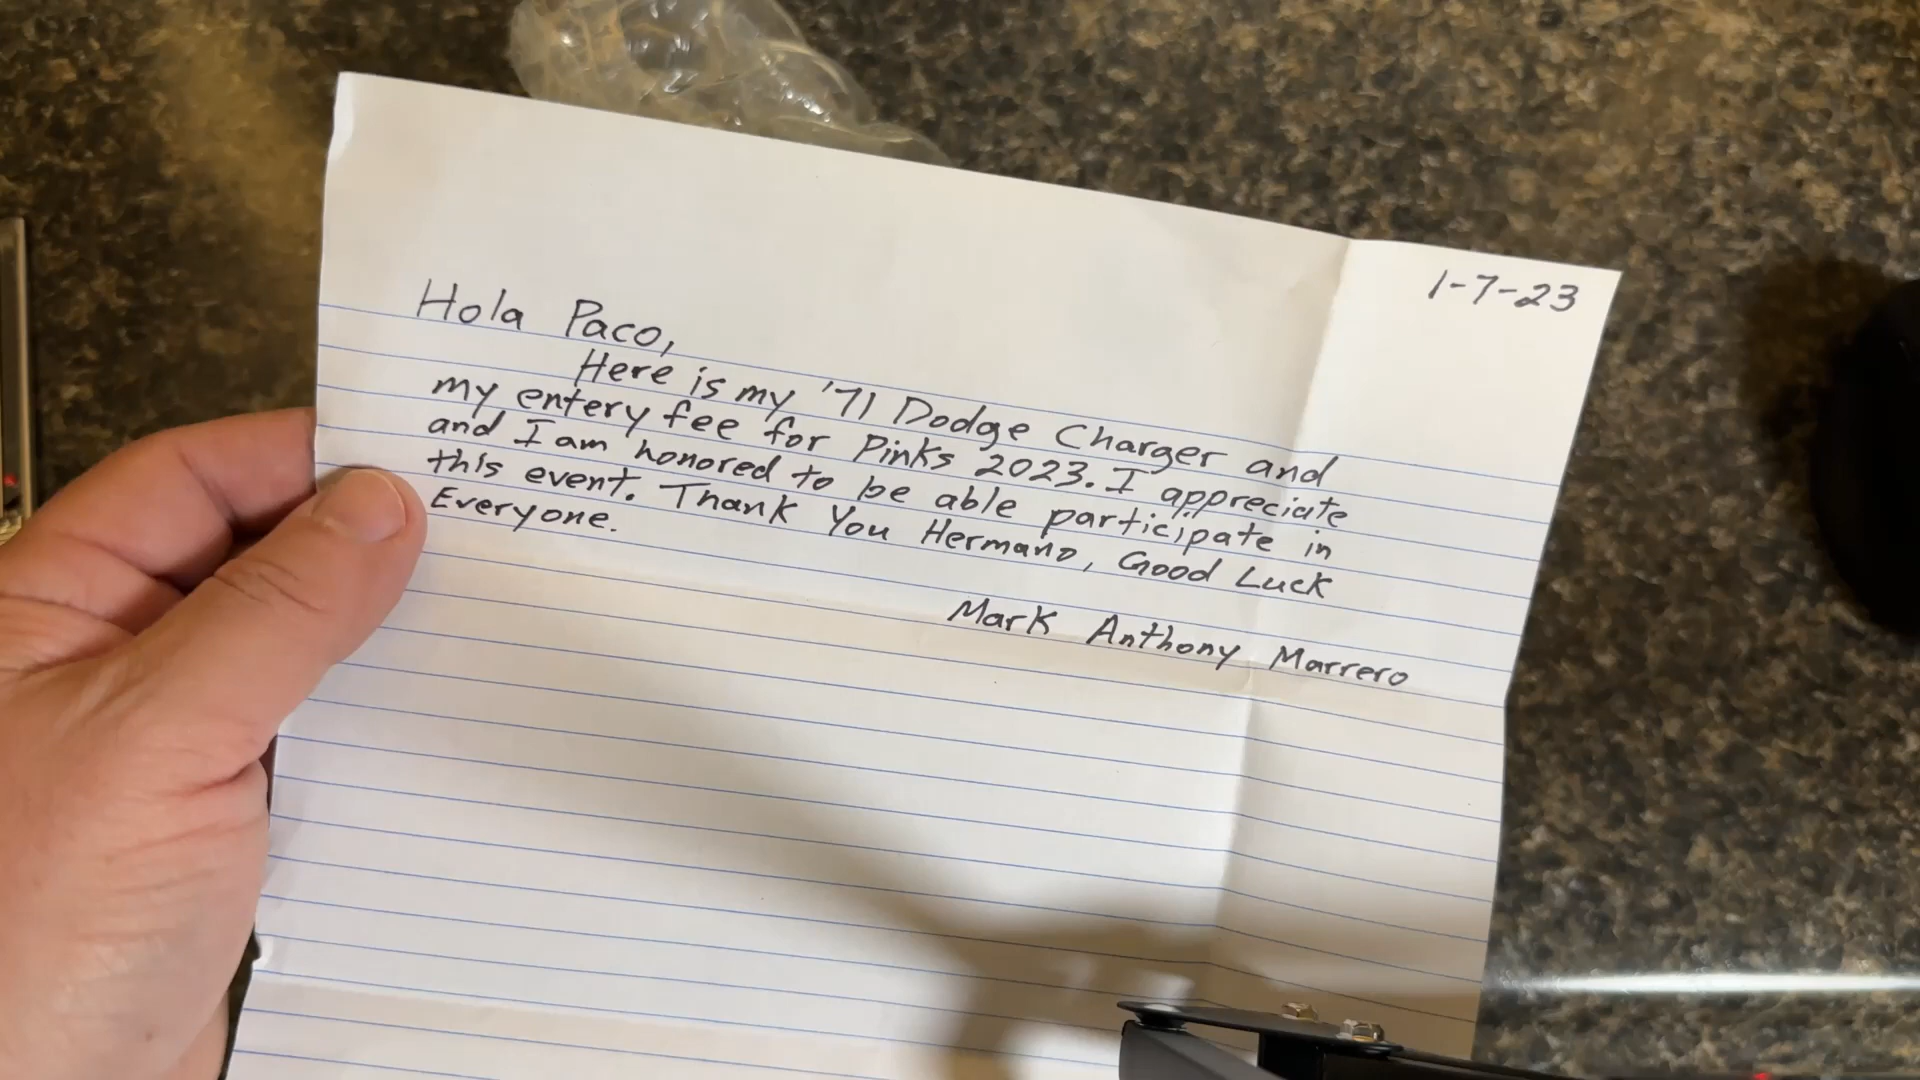 1-7-23
Hola Paco,
Here is my '71 Dodge Charger and
my entery fee for Pinks 2023. I appreciate
and I am honored to be able participate in
this event. Thank You Hermano, Good Luck
Everyone.
Mark Anthony Marrero